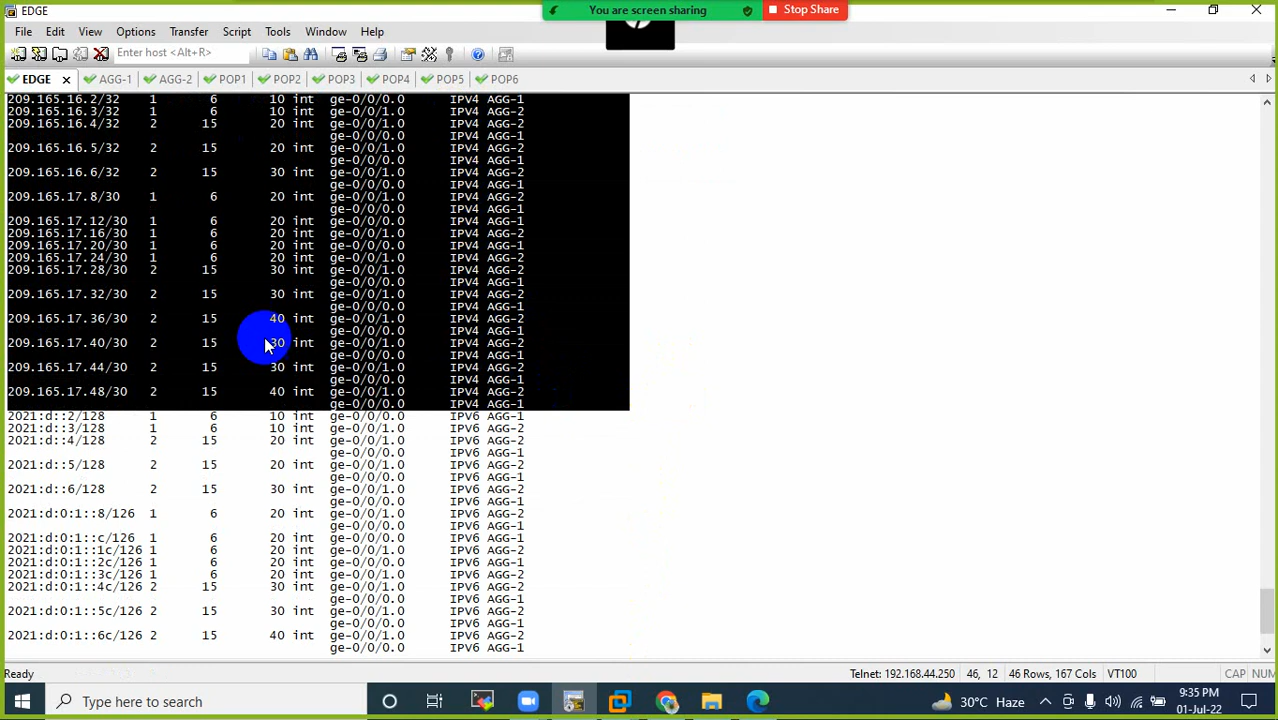 EDGE
You are screen sharing
Stop Share
File Edit View Options Transfer Script Tools Window Help
Enter host <Alt+R>
EDGE AGG-1 AGG-2 POP1 POP2 POP3 POP4 POP5 POP6
209.165.16.2/32 1 6 10 int ge-0/0/0.0 IPV4 AGG-1
209.165.16.3/32 1 6 10 int ge-0/0/1.0 IPV4 AGG-2
209.165.16.4/32 2 15 20 int ge-0/0/1.0 IPV4 AGG-2
ge-0/0/0.0 IPV4 AGG-1
209.165.16.5/32 2 15 20 int ge-0/0/1.0 IPV4 AGG-2
ge-0/0/0.0 IPV4 AGG-1
209.165.16.6/32 2 15 30 int ge-0/0/1.0 IPV4 AGG-2
ge-0/0/0.0 IPV4 AGG-1
209.165.17.8/30 1 6 20 int ge-0/0/1.0 IPV4 AGG-2
ge-0/0/0.0 IPV4 AGG-1
209.165.17.12/30 1 6 20 int ge-0/0/0.0 IPV4 AGG-1
209.165.17.16/30 1 6 20 int ge-0/0/1.0 IPV4 AGG-2
209.165.17.20/30 1 6 20 int ge-0/0/0.0 IPV4 AGG-1
209.165.17.24/30 1 6 20 int ge-0/0/1.0 IPV4 AGG-2
209.165.17.28/30 2 15 30 int ge-0/0/1.0 IPV4 AGG-2
ge-0/0/0.0 IPV4 AGG-1
209.165.17.32/30 2 15 30 int ge-0/0/1.0 IPV4 AGG-2
ge-0/0/0.0 IPV4 AGG-1
209.165.17.36/30 2 15 40 int ge-0/0/1.0 IPV4 AGG-2
ge-0/0/0.0 IPV4 AGG-1
209.165.17.40/30 2 15 30 int ge-0/0/1.0 IPV4 AGG-2
ge-0/0/0.0 IPV4 AGG-1
209.165.17.44/30 2 15 30 int ge-0/0/1.0 IPV4 AGG-2
ge-0/0/0.0 IPV4 AGG-1
209.165.17.48/30 2 15 40 int ge-0/0/1.0 IPV4 AGG-2
ge-0/0/0.0 IPV4 AGG-1
2021:d::2/128 1 6 10 int ge-0/0/0.0 IPV6 AGG-1
2021:d::3/128 1 6 10 int ge-0/0/1.0 IPV6 AGG-2
2021:d::4/128 2 15 20 int ge-0/0/1.0 IPV6 AGG-2
ge-0/0/0.0 IPV6 AGG-1
2021:d::5/128 2 15 20 int ge-0/0/1.0 IPV6 AGG-2
ge-0/0/0.0 IPV6 AGG-1
2021:d::6/128 2 15 30 int ge-0/0/1.0 IPV6 AGG-2
ge-0/0/0.0 IPV6 AGG-1
2021:d:0:1::8/126 1 6 20 int ge-0/0/1.0 IPV6 AGG-2
ge-0/0/0.0 IPV6 AGG-1
2021:d:0:1::c/126 1 6 20 int ge-0/0/0.0 IPV6 AGG-1
2021:d:0:1::1c/126 1 6 20 int ge-0/0/1.0 IPV6 AGG-2
2021:d:0:1::2c/126 1 6 20 int ge-0/0/0.0 IPV6 AGG-1
2021:d:0:1::3c/126 1 6 20 int ge-0/0/1.0 IPV6 AGG-2
2021:d:0:1::4c/126 2 15 30 int ge-0/0/1.0 IPV6 AGG-2
ge-0/0/0.0 IPV6 AGG-1
2021:d:0:1::5c/126 2 15 30 int ge-0/0/1.0 IPV6 AGG-2
ge-0/0/0.0 IPV6 AGG-1
2021:d:0:1::6c/126 2 15 40 int ge-0/0/1.0 IPV6 AGG-2
ge-0/0/0.0 IPV6 AGG-1
Ready Telnet: 192.168.44.250 46, 12 46 Rows, 167 Cols VT100 CAP NUM
Type here to search
30°C Haze
9:35 PM
01-Jul-22